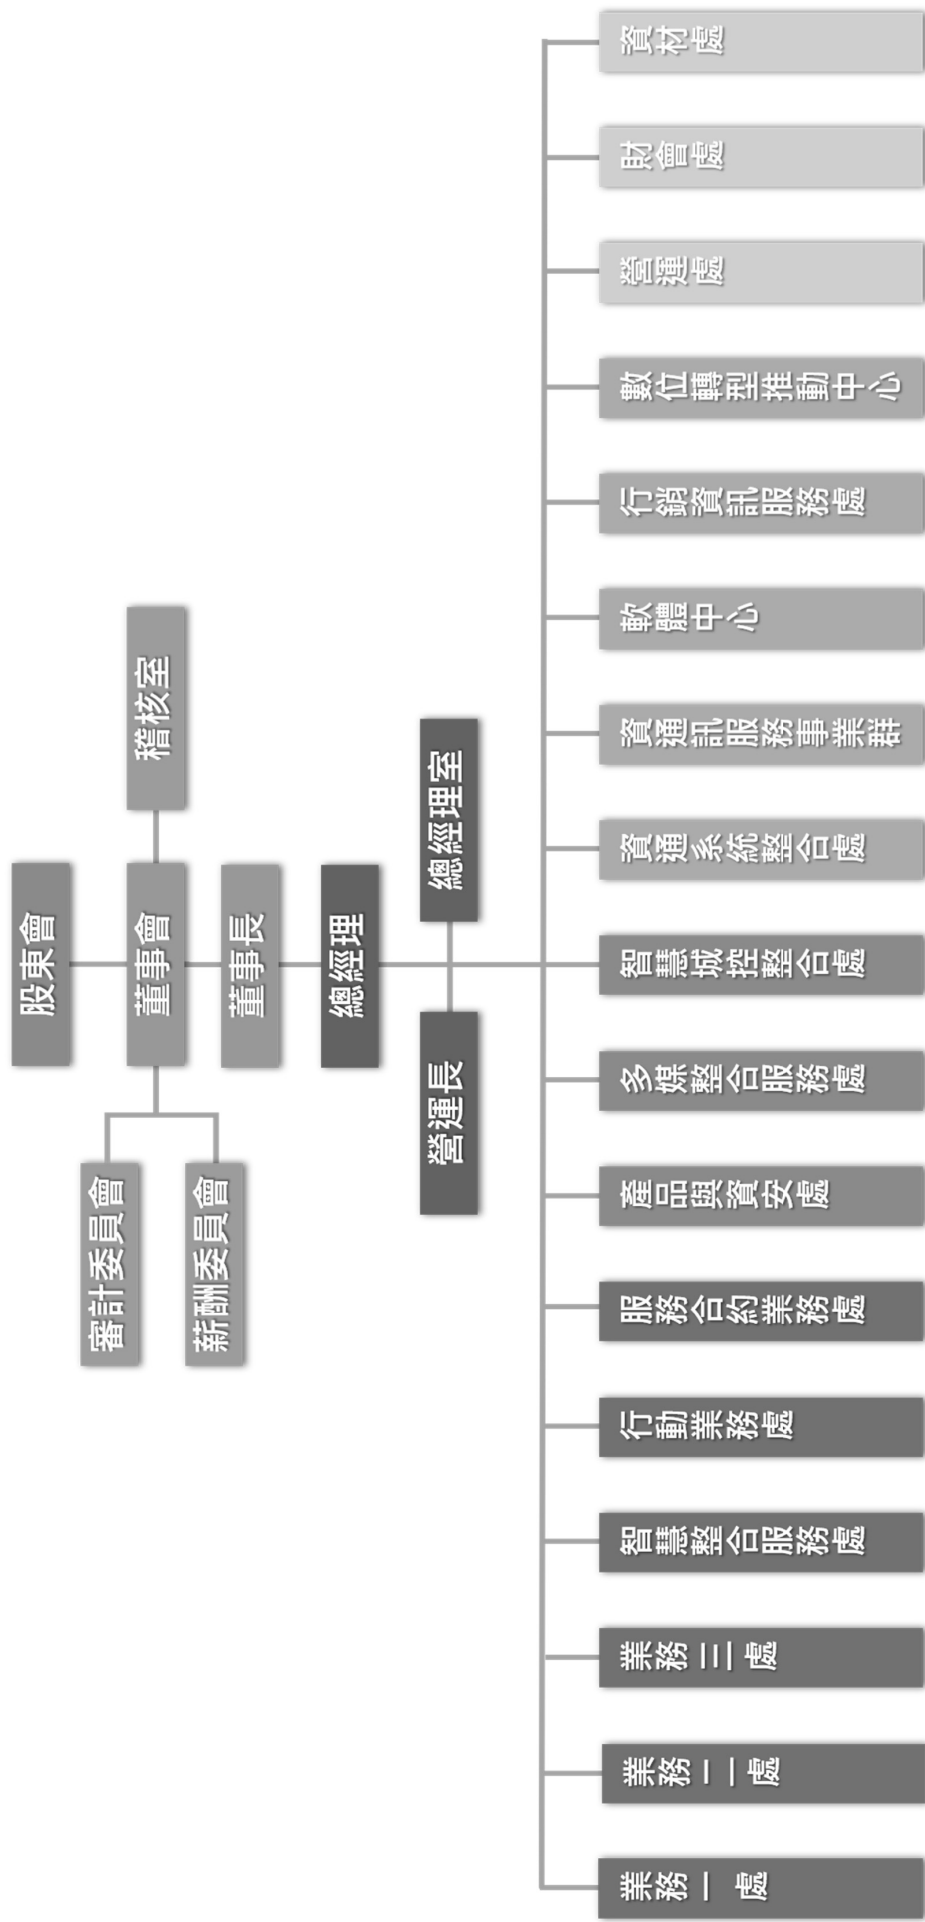 股東會
董事會
稽核室
審計委員會
薪酬委員會
董事長
總經理
營運長
總經理室
業務一處
業務二處
業務三處
智慧整合服務處
行動業務處
服務合約業務處
產品與資安處
多媒整合服務處
智慧城控整合處
資通系統整合處
資通訊服務事業群
軟體中心
行銷資訊服務處
數位轉型推動中心
營運處
財會處
資材處